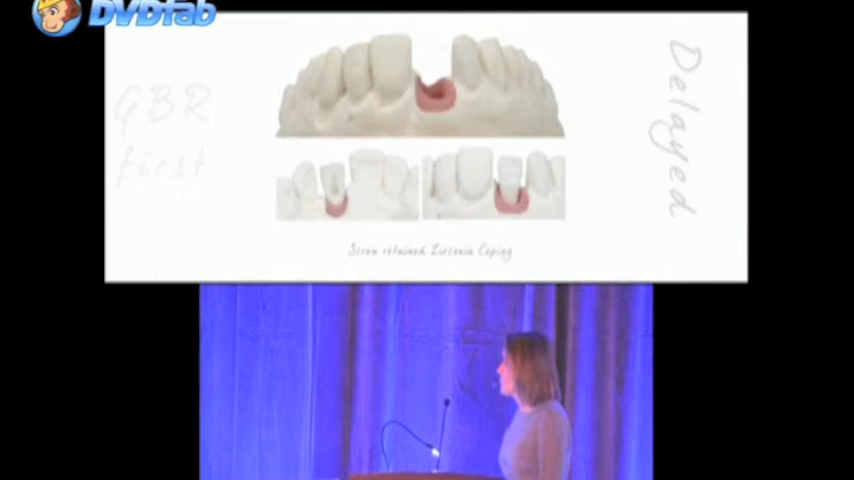 DVDfab
GBR
first
Delayed
Screw retained Zirconia Coping